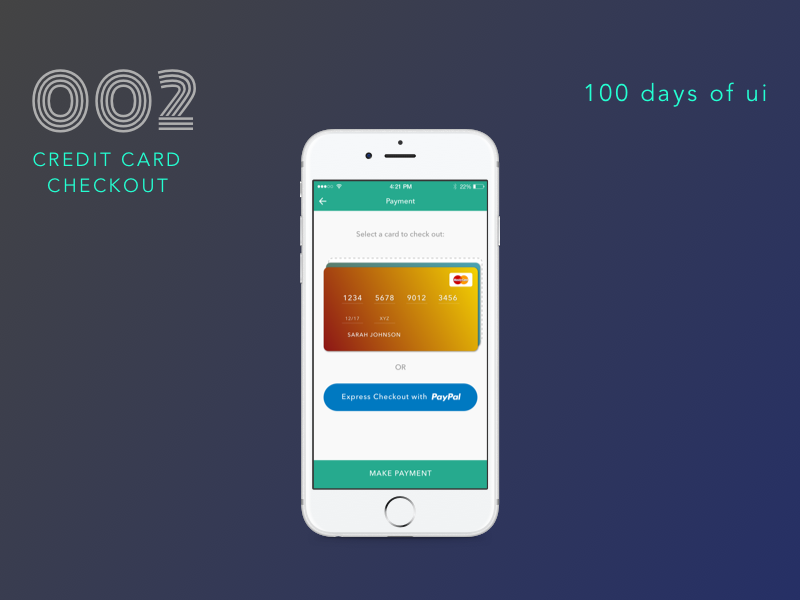 002
CREDIT CARD
CHECKOUT
100 days of ui
4:21 PM
22%
Payment
Select a card to check out:
1234 5678 9012 3456
12/17 XYZ
SARAH JOHNSON
OR
Express Checkout with PayPal
MAKE PAYMENT